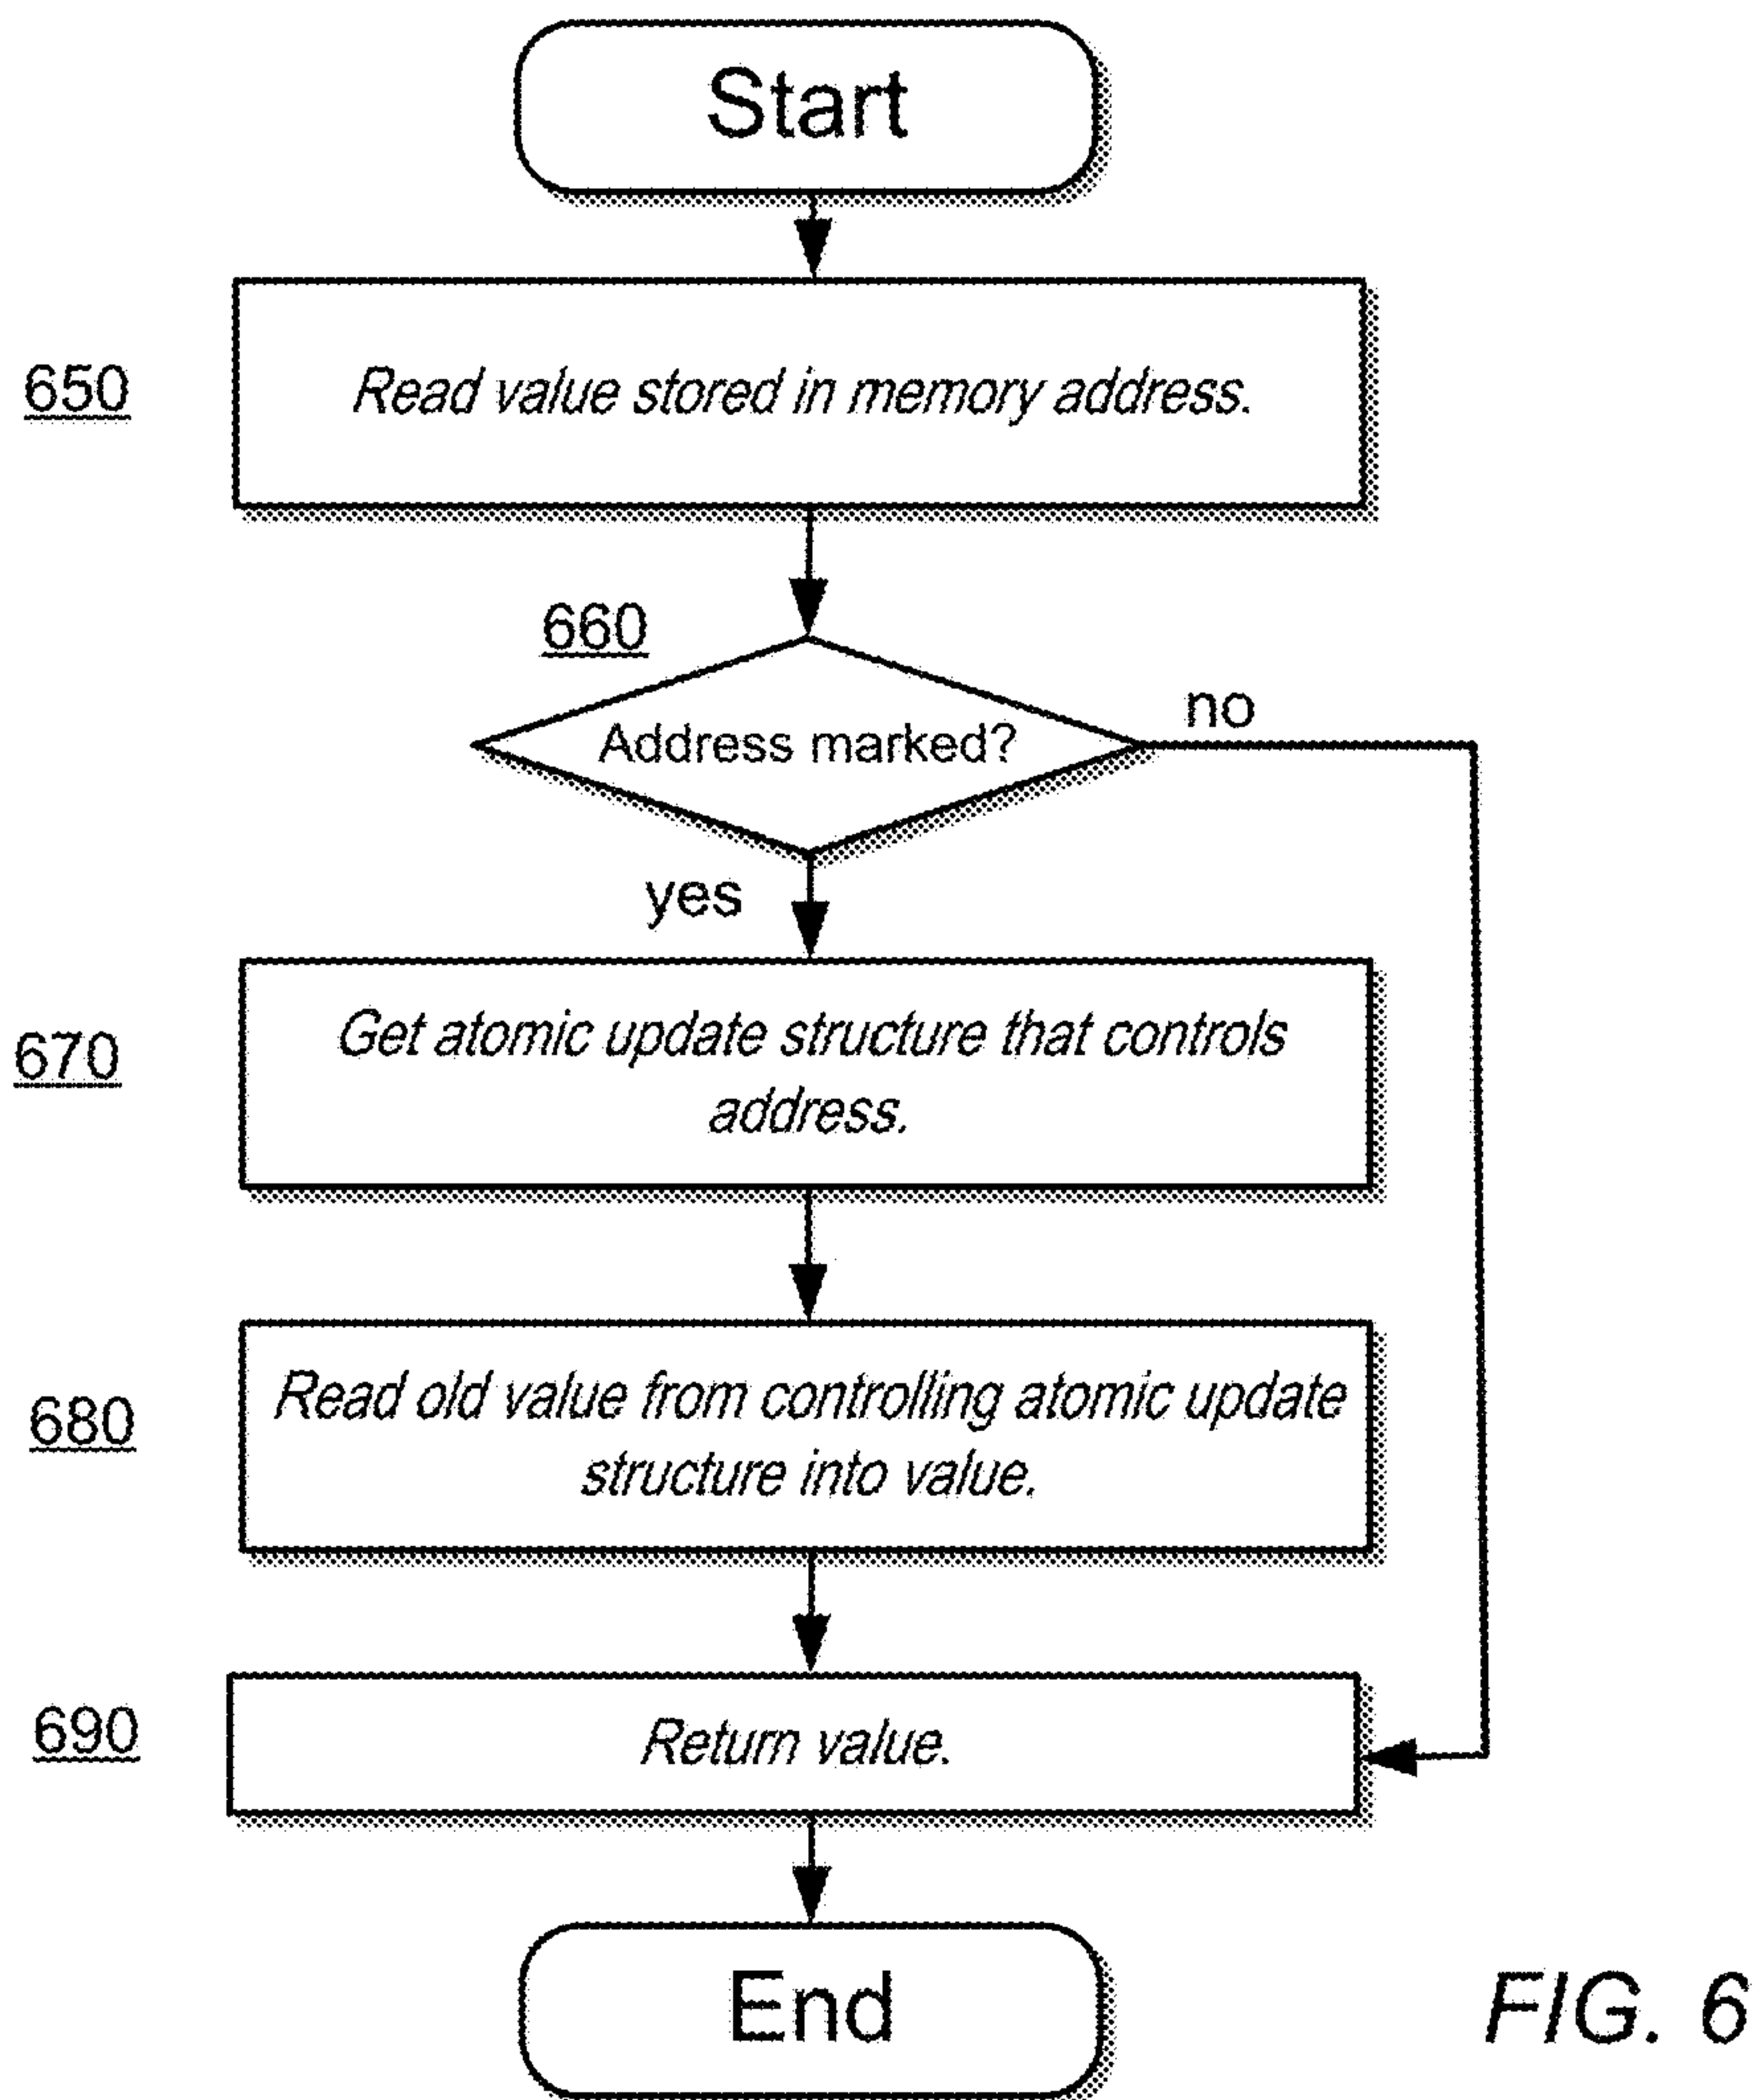 Start
650
Read value stored in memory address.
660
Address marked?
no
yes
670
Get atomic update structure that controls
address.
680
Read old value from controlling atomic update
structure into value.
690
Return value.
End
FIG. 6